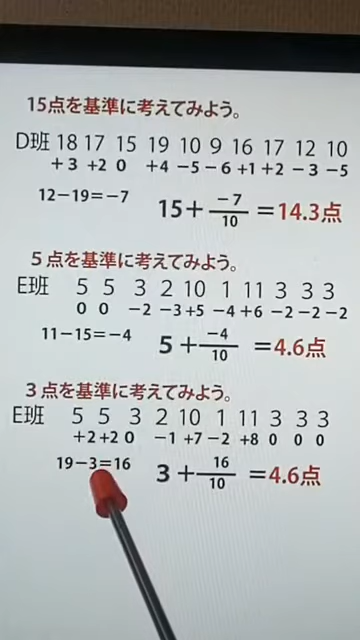 15点を基準に考えてみよう。
D班 18 17 15 19 10 9 16 17 12 10
+3 +2 0 +4 -5 -6 +1 +2 -3 -5
12-19=-7 15+ -7/10 =14.3点
5点を基準に考えてみよう。
E班 5 5 3 2 10 1 11 3 3 3
0 0 -2 -3 +5 -4 +6 -2 -2 -2
11-15=-4 5+ -4/10 =4.6点
3点を基準に考えてみよう。
E班 5 5 3 2 10 1 11 3 3 3
+2 +2 0 -1 +7 -2 +8 0 0 0
19-3=16 3+ 16/10 =4.6点